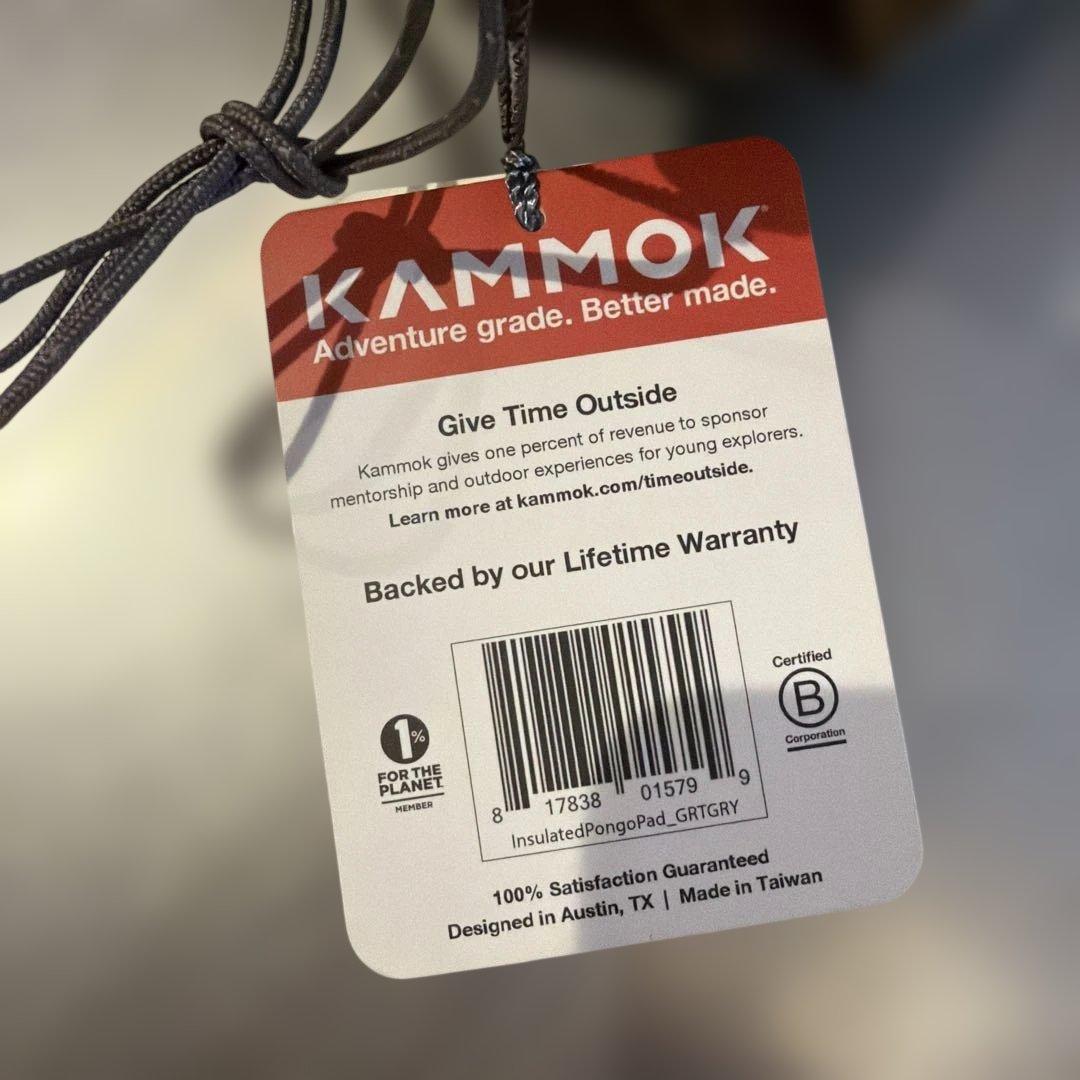 KAMMOK®
Adventure grade. Better made.
Give Time Outside
Kammok gives one percent of revenue to sponsor
mentorship and outdoor experiences for young explorers.
Learn more at kammok.com/timeoutside.
Backed by our Lifetime Warranty
1%
FOR THE
PLANET
MEMBER
8 17838 01579 9
InsulatedPongoPad_GRTGRY
Certified
B
Corporation
100% Satisfaction Guaranteed
Designed in Austin, TX | Made in Taiwan